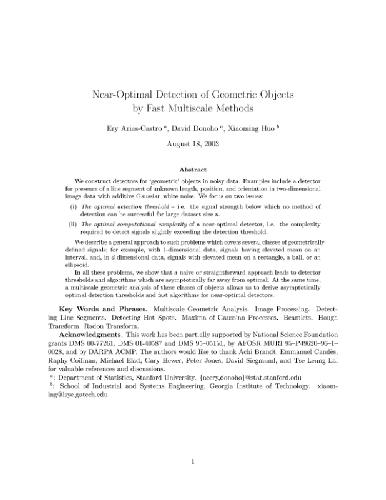 Near-Optimal Detection of Geometric Objects
by Fast Multiscale Methods
Ery Arias-Castro a, David Donoho a, Xiaoming Huo b
August 18, 2003
Abstract
We construct detectors for 'geometric' objects in noisy data. Examples include a detector
for presence of a line segment of unknown length, position, and orientation in two-dimensional
image data with additive Gaussian white noise. We focus on two issues:
(i) The optimal detection threshold – i.e. the signal strength below which no method of
detection can be successful for large dataset size n.
(ii) The optimal computational complexity of a near-optimal detector, i.e. the complexity
required to detect signals slightly exceeding the detection threshold.
We describe a general approach to such problems which covers several classes of geometrically
defined signals; for example, with 1-dimensional data, signals having elevated mean on an
interval, and, in d-dimensional data, signals with elevated mean on a rectangle, a ball, or an
ellipsoid.
In all these problems, we show that a naive or straightforward approach leads to detector
thresholds and algorithms which are asymptotically far away from optimal. At the same time,
a multiscale geometric analysis of these classes of objects allows us to derive asymptotically
optimal detection thresholds and fast algorithms for near-optimal detectors.
Key Words and Phrases. Multiscale Geometric Analysis. Image Processing. Detect-
ing Line Segments. Detecting Hot Spots. Maxima of Gaussian Processes. Beamlets. Hough
Transform. Radon Transform.
Acknowledgments. This work has been partially supported by National Science Foundation
grants DMS 00-77261, DMS 01-40587 and DMS by AFOSR MURI
0028, and by DARPA ACMP. The authors would like to thank Achi Brandt, Emmanuel Candès,
Raphy Coifman, Michael Elad, Gary Hewer, Peter Jones, David Siegmund, and
for valuable references and discussions.
a: Department of Statistics, Stanford University, {acery,donoho}@stat.stanford.edu
b: School of Industrial and Systems Engineering, Georgia Institute of Technology, xiaom-
ing@isye.gatech.edu
1